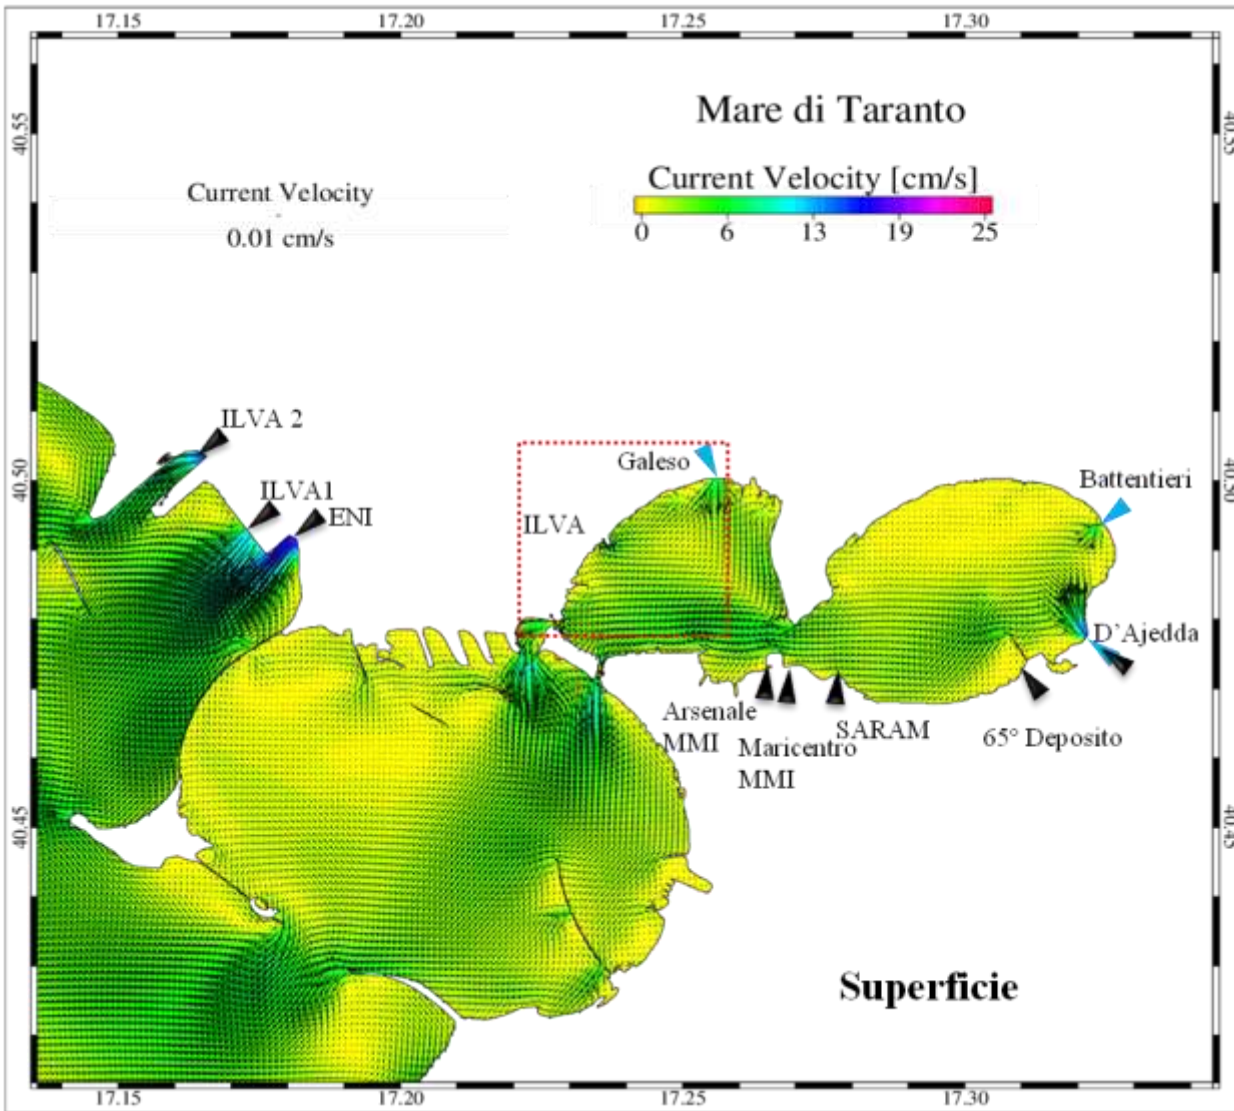 17.15 17.20 17.25 17.30
Mare di Taranto
40.55 40.55
Current Velocity [cm/s]
Current Velocity
0.01 cm/s
0 6 13 19 25
ILVA 2
Galeso
40.50 40.50
Battentieri
ILVA1
ENI
ILVA
D'Ajedda
Arsenale
MMI
Maricentro
MMI
SARAM
65° Deposito
40.45 40.45
Superficie
17.15 17.20 17.25 17.30